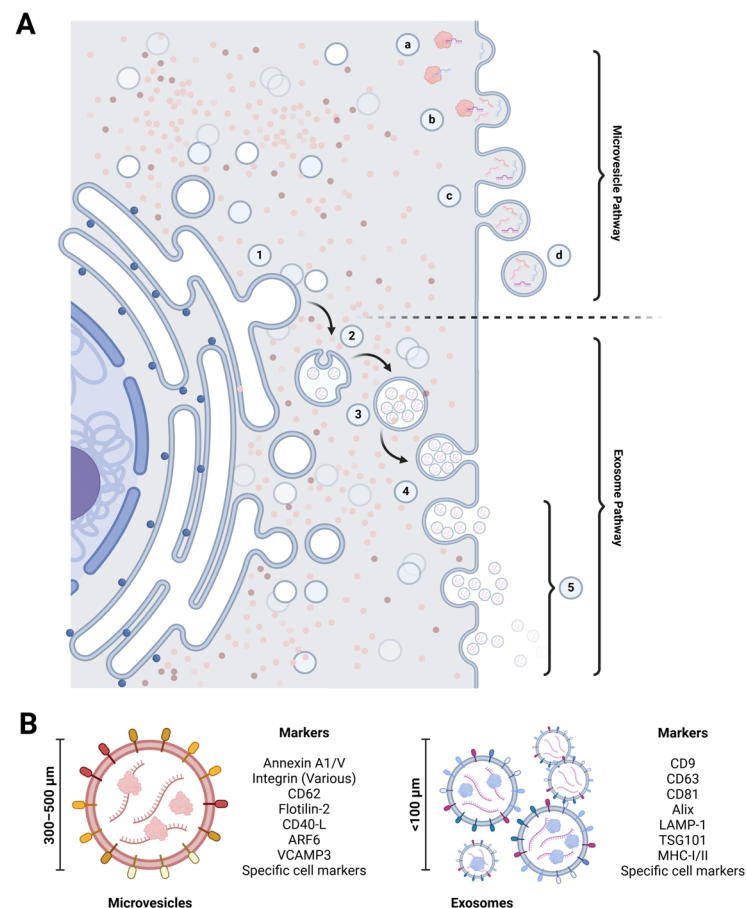 A
a
b
c
d
Microvesicle Pathway
1
2
3
4
5
Exosome Pathway
B
300–500 μm
Markers
Annexin A1/V
Integrin (Various)
CD62
Flotilin-2
CD40-L
ARF6
VCAMP3
Specific cell markers
Microvesicles
<100 μm
Markers
CD9
CD63
CD81
Alix
LAMP-1
TSG101
MHC-I/II
Specific cell markers
Exosomes